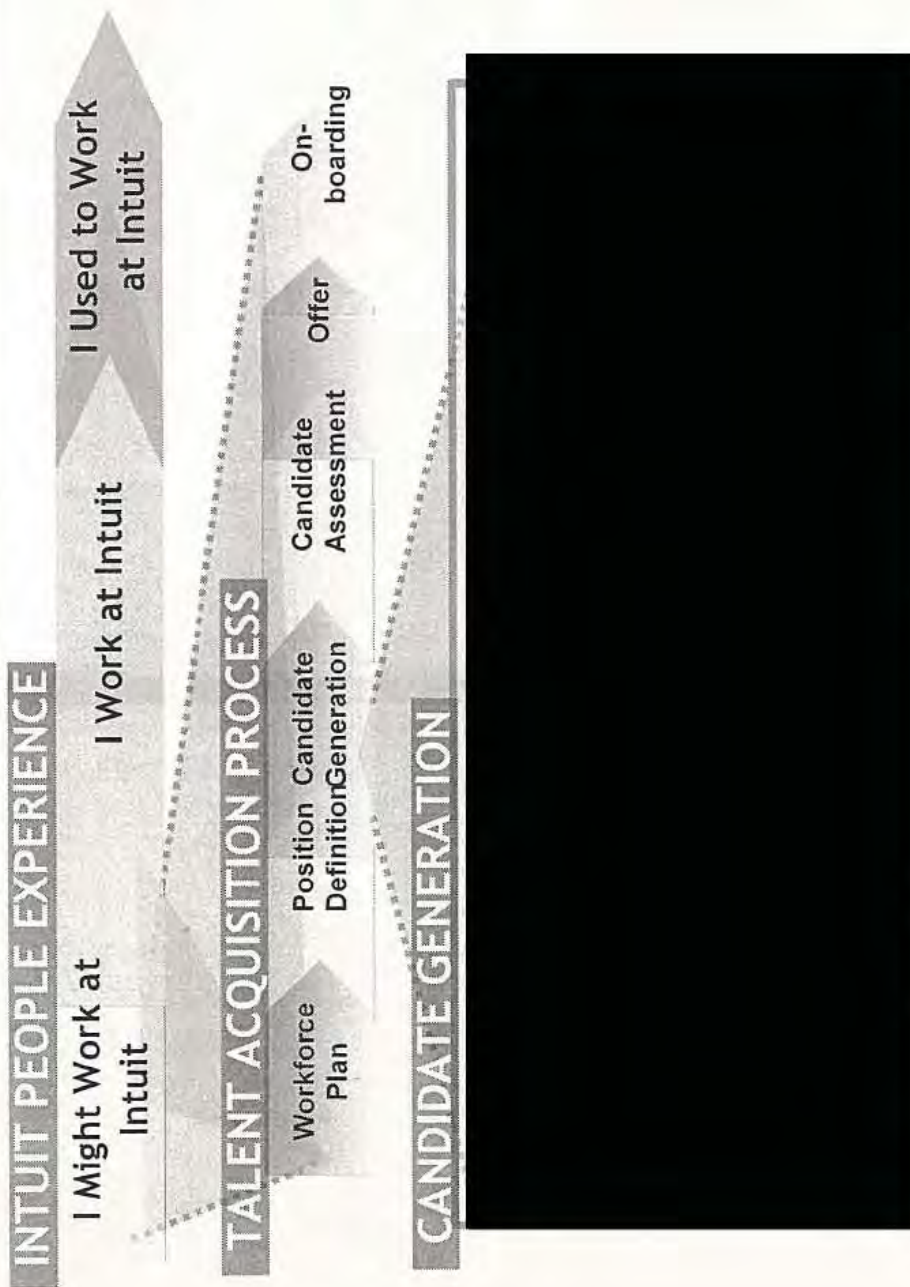 INTUIT PEOPLE EXPERIENCE
I Might Work at
Intuit
I Work at Intuit
I Used to Work
at Intuit
TALENT ACQUISITION PROCESS
Workforce
Plan
Position
Definition
Candidate
Generation
Candidate
Assessment
Offer
On-
boarding
CANDIDATE GENERATION